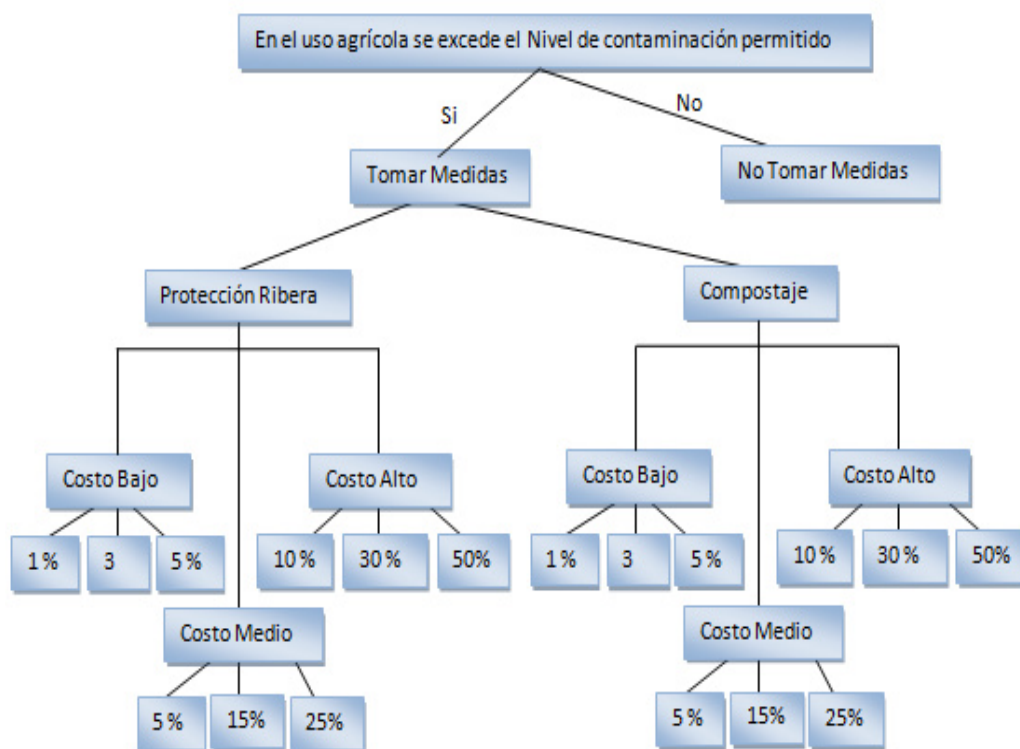 En el uso agrícola se excede el Nivel de contaminación permitido
Si
No
Tomar Medidas
No Tomar Medidas
Protección Ribera
Compostaje
Costo Bajo
Costo Alto
Costo Bajo
Costo Alto
1 %
3
5 %
10 %
30 %
50%
1 %
3
5 %
10 %
30 %
50%
Costo Medio
Costo Medio
5 %
15%
25%
5 %
15%
25%